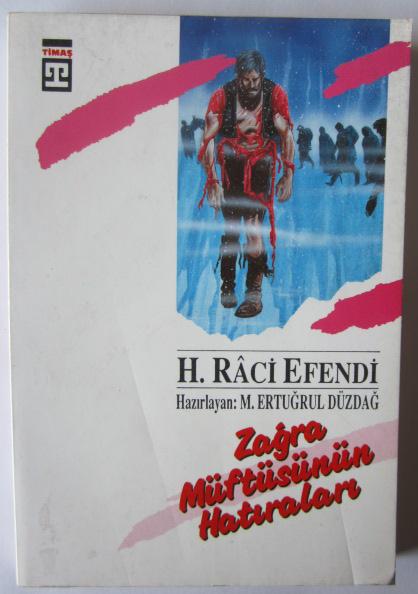 TİMAŞ
H. RÂCİ EFENDİ
Hazırlayan: M. ERTUĞRUL DÜZDAĞ
Zağra
Müftüsünün
Hatıraları